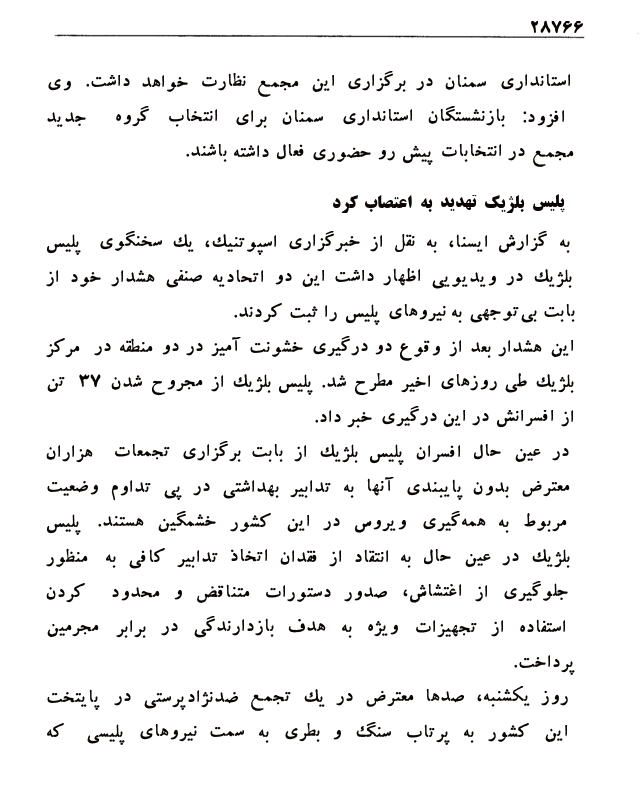 ۲۸۷۶۶
استانداری سمنان در برگزاری این مجمع نظارت خواهد داشت. وی
افزود: بازنشستگان استانداری سمنان برای انتخاب گروه جدید
مجمع در انتخابات پیش رو حضوری فعال داشته باشند.
پلیس بلژیک تهدید به اعتصاب کرد
به گزارش ایسنا، به نقل از خبرگزاری اسپوتنیك، یك سخنگوی پلیس
بلژیك در ویدیویی اظهار داشت این دو اتحادیه صنفی هشدار خود از
بابت بی‌توجهی به نیروهای پلیس را ثبت کردند.
این هشدار بعد از وقوع دو درگیری خشونت آمیز در دو منطقه در مرکز
بلژیك طی روزهای اخیر مطرح شد. پلیس بلژیك از مجروح شدن ۳۷ تن
از افسرانش در این درگیری خبر داد.
در عین حال افسران پلیس بلژیك از بابت برگزاری تجمعات هزاران
معترض بدون پایبندی آنها به تدابیر بهداشتی در پی تداوم وضعیت
مربوط به همه‌گیری ویروس در این کشور خشمگین هستند. پلیس
بلژیك در عین حال به انتقاد از فقدان اتخاذ تدابیر کافی به منظور
جلوگیری از اغتشاش، صدور دستورات متناقض و محدود کردن
استفاده از تجهیزات ویژه به هدف بازدارندگی در برابر مجرمین
پرداخت.
روز یکشنبه، صدها معترض در یك تجمع ضدنژادپرستی در پایتخت
این کشور به پرتاب سنگ و بطری به سمت نیروهای پلیسی که